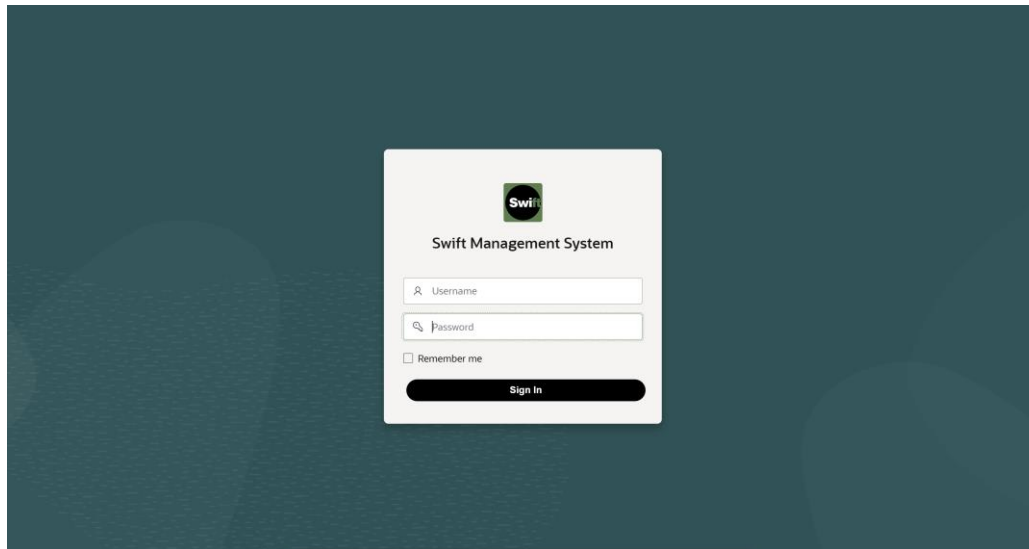 Swift
Swift Management System
Username
Password
Remember me
Sign In